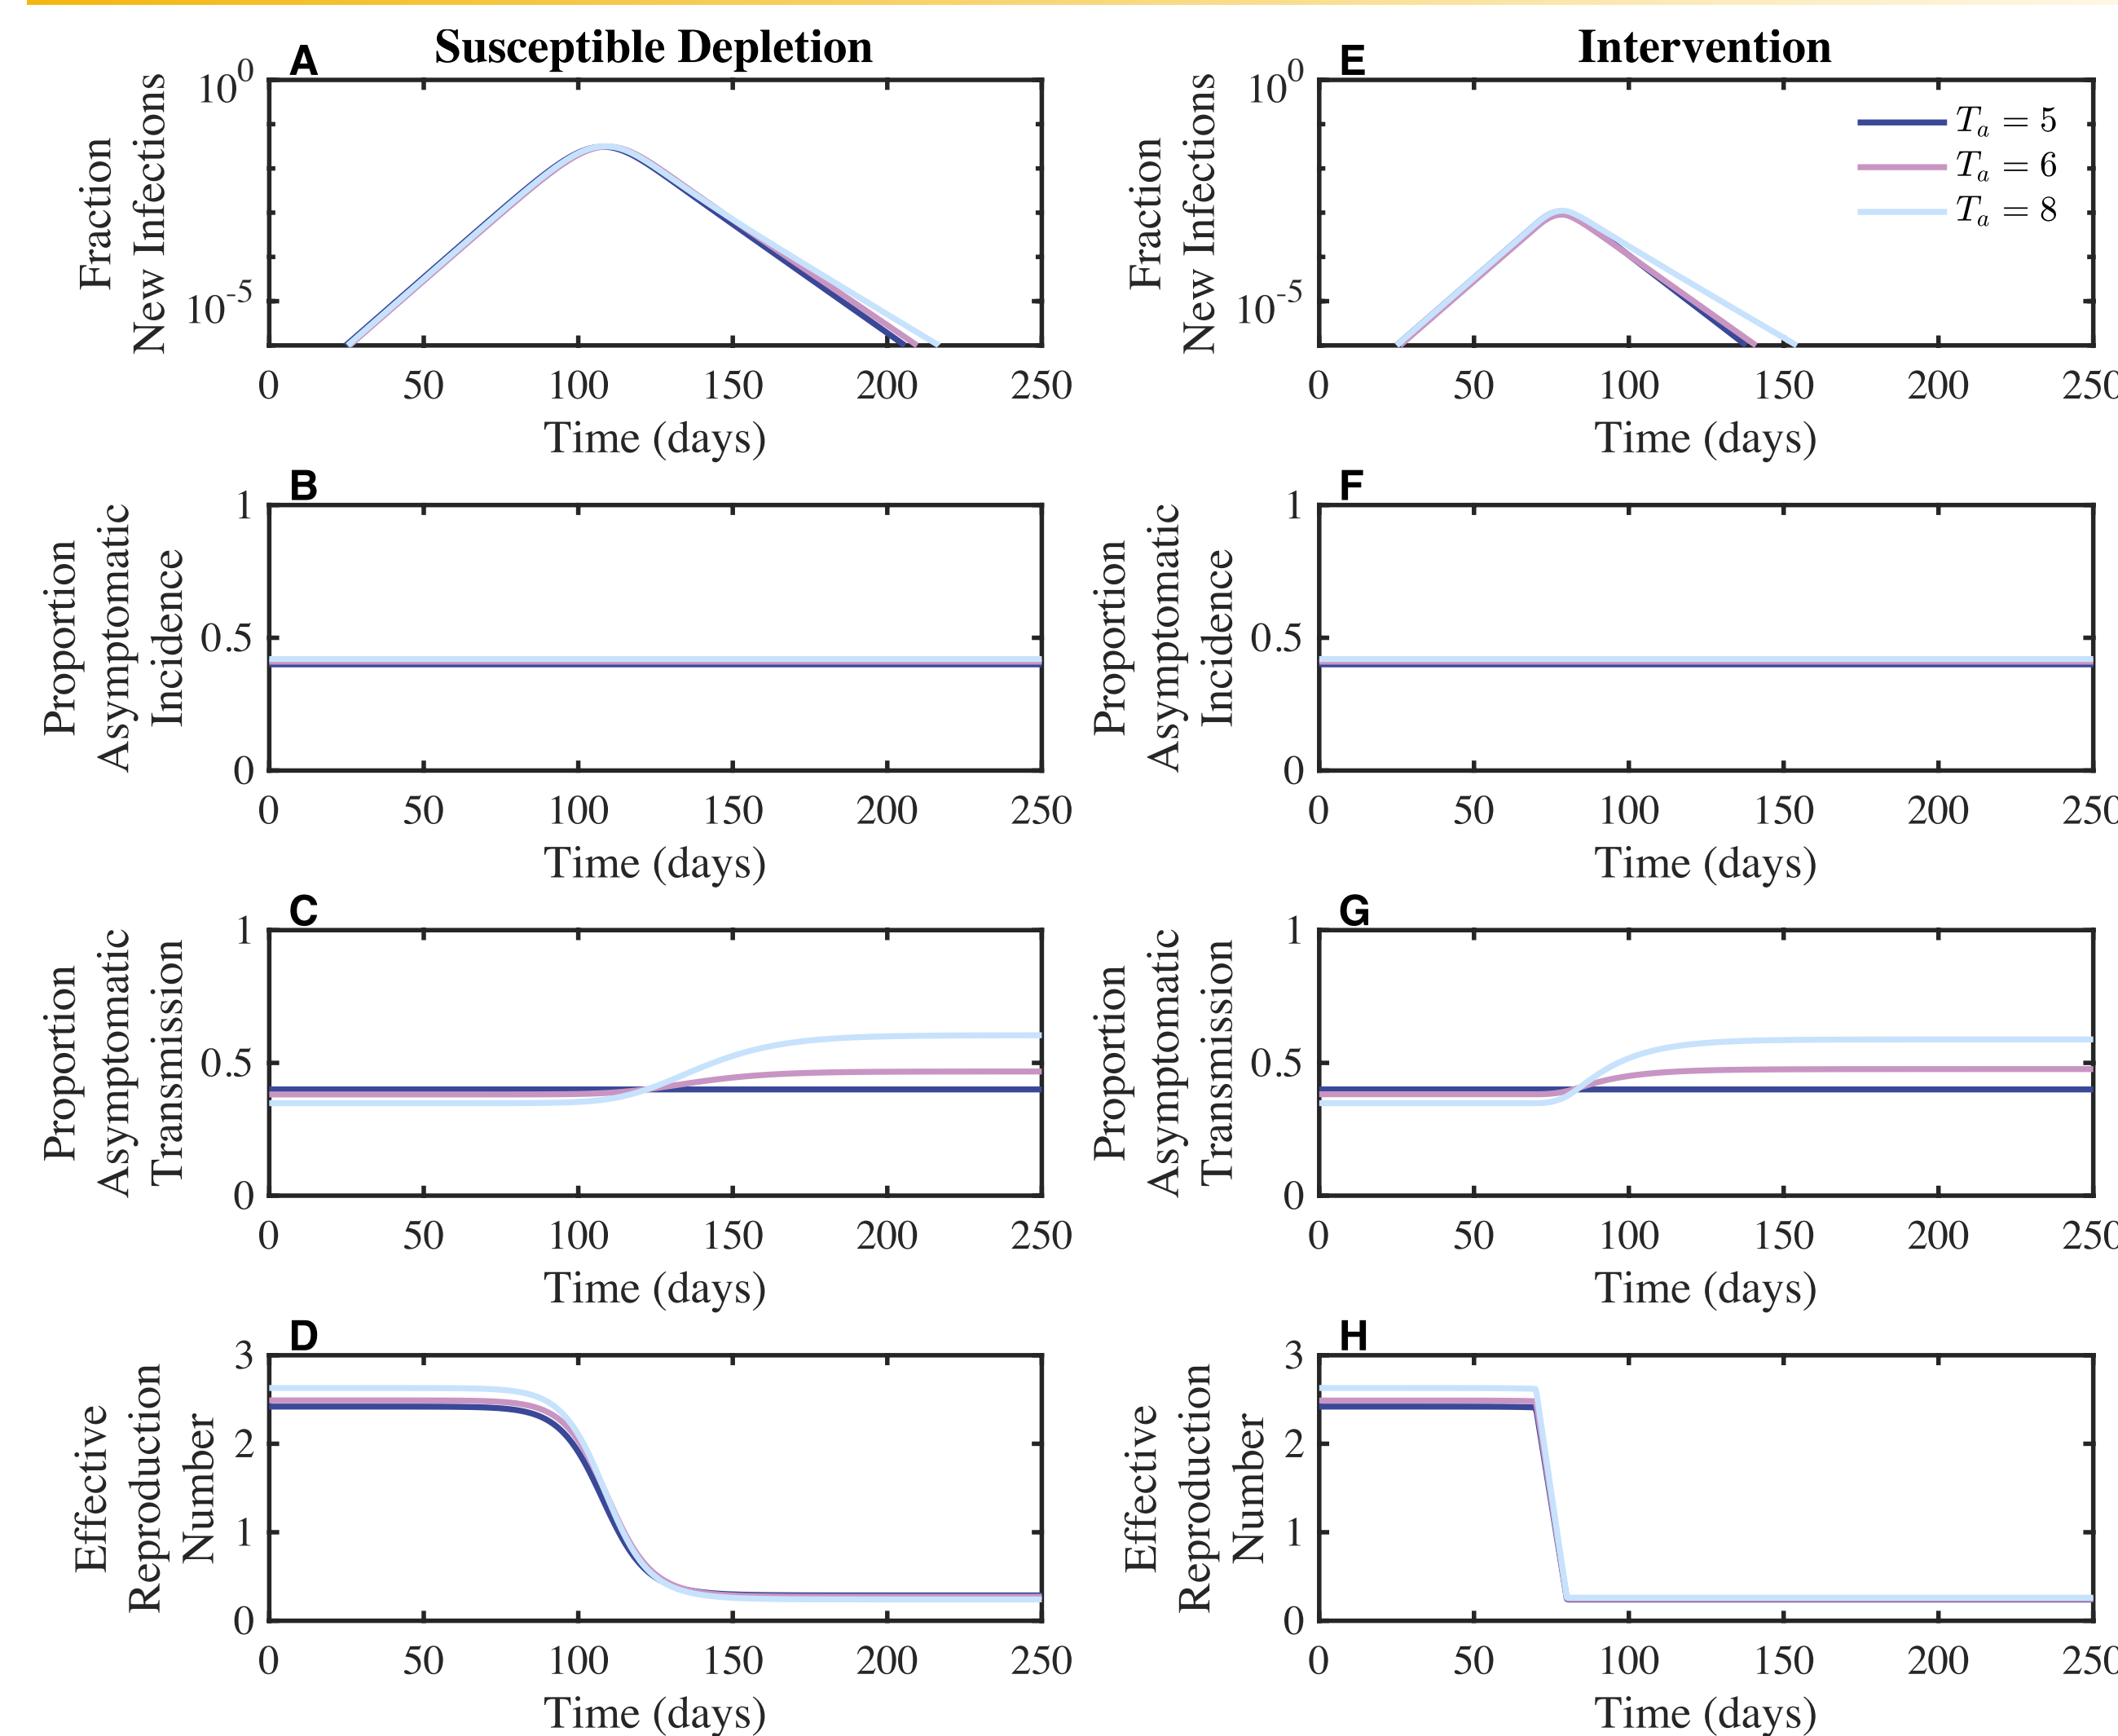 Susceptible Depletion
A
10^0
10^-5
Fraction
New Infections
0 50 100 150 200 250
Time (days)
B
1
0.5
0
Proportion
Asymptomatic
Incidence
0 50 100 150 200 250
Time (days)
C
1
0.5
0
Proportion
Asymptomatic
Transmission
0 50 100 150 200 250
Time (days)
D
3
2
1
0
Effective
Reproduction
Number
0 50 100 150 200 250
Time (days)
Intervention
E
10^0
10^-5
Fraction
New Infections
T_a = 5
T_a = 6
T_a = 8
0 50 100 150 200 250
Time (days)
F
1
0.5
0
Proportion
Asymptomatic
Incidence
0 50 100 150 200 250
Time (days)
G
1
0.5
0
Proportion
Asymptomatic
Transmission
0 50 100 150 200 250
Time (days)
H
3
2
1
0
Effective
Reproduction
Number
0 50 100 150 200 250
Time (days)